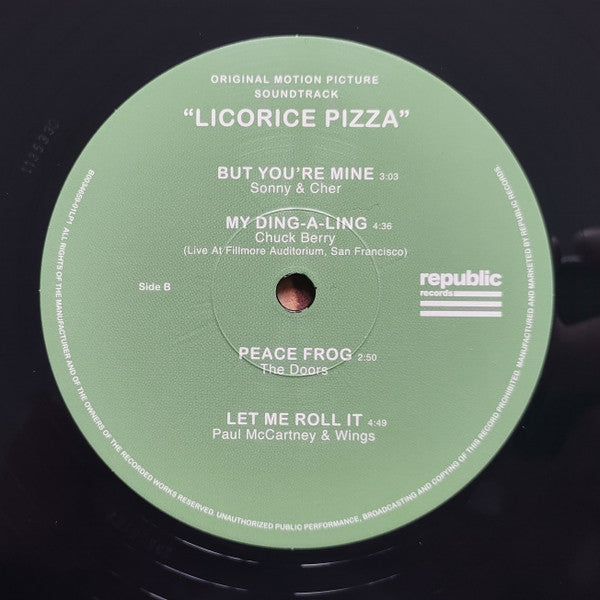 ORIGINAL MOTION PICTURE
SOUNDTRACK
“LICORICE PIZZA”
BUT YOU’RE MINE 3:03
Sonny & Cher
MY DING-A-LING 4:36
Chuck Berry
(Live At Fillmore Auditorium, San Francisco)
Side B
republic
records
PEACE FROG 2:50
The Doors
LET ME ROLL IT 4:49
Paul McCartney & Wings
B0034659-01LP1 ALL RIGHTS OF THE MANUFACTURER AND OF THE OWNERS OF THE RECORDED WORKS RESERVED. UNAUTHORIZED PUBLIC PERFORMANCE, BROADCASTING AND COPYING OF THIS RECORD PROHIBITED. MANUFACTURED AND MARKETED BY REPUBLIC RECORDS.